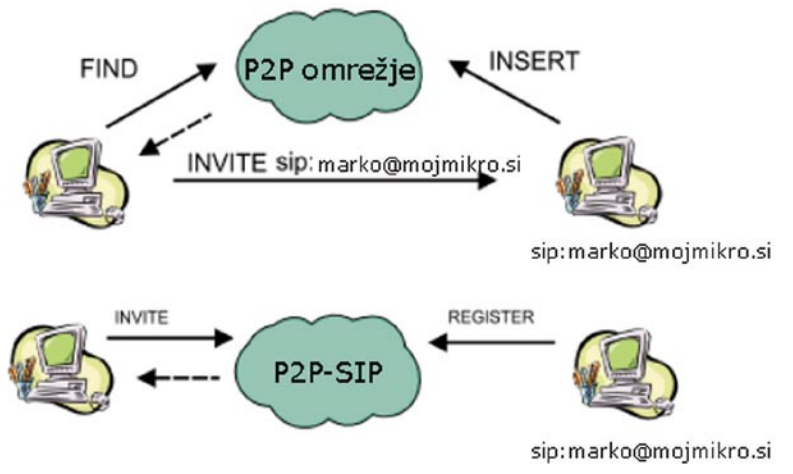 FIND
P2P omrežje
INSERT
INVITE sip: marko@mojmikro.si
sip:marko@mojmikro.si
INVITE
P2P-SIP
REGISTER
sip:marko@mojmikro.si